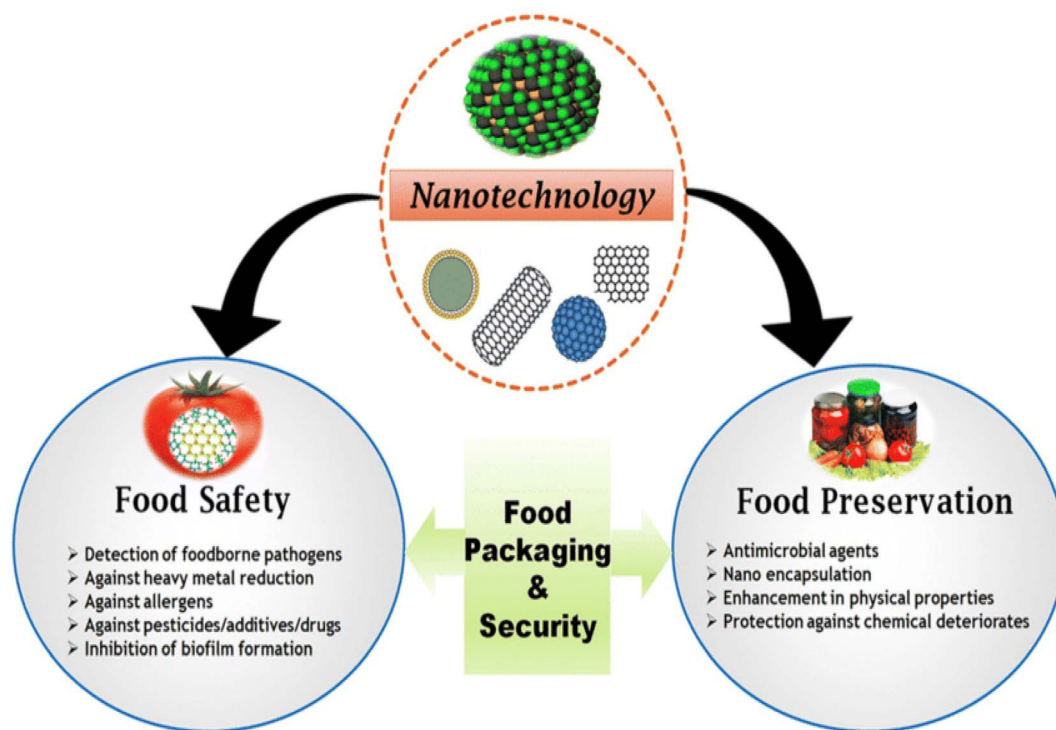 Nanotechnology
Food Safety
➢ Detection of foodborne pathogens
➢ Against heavy metal reduction
➢ Against allergens
➢ Against pesticides/additives/drugs
➢ Inhibition of biofilm formation
Food
Packaging
&
Security
Food Preservation
➢ Antimicrobial agents
➢ Nano encapsulation
➢ Enhancement in physical properties
➢ Protection against chemical deteriorates